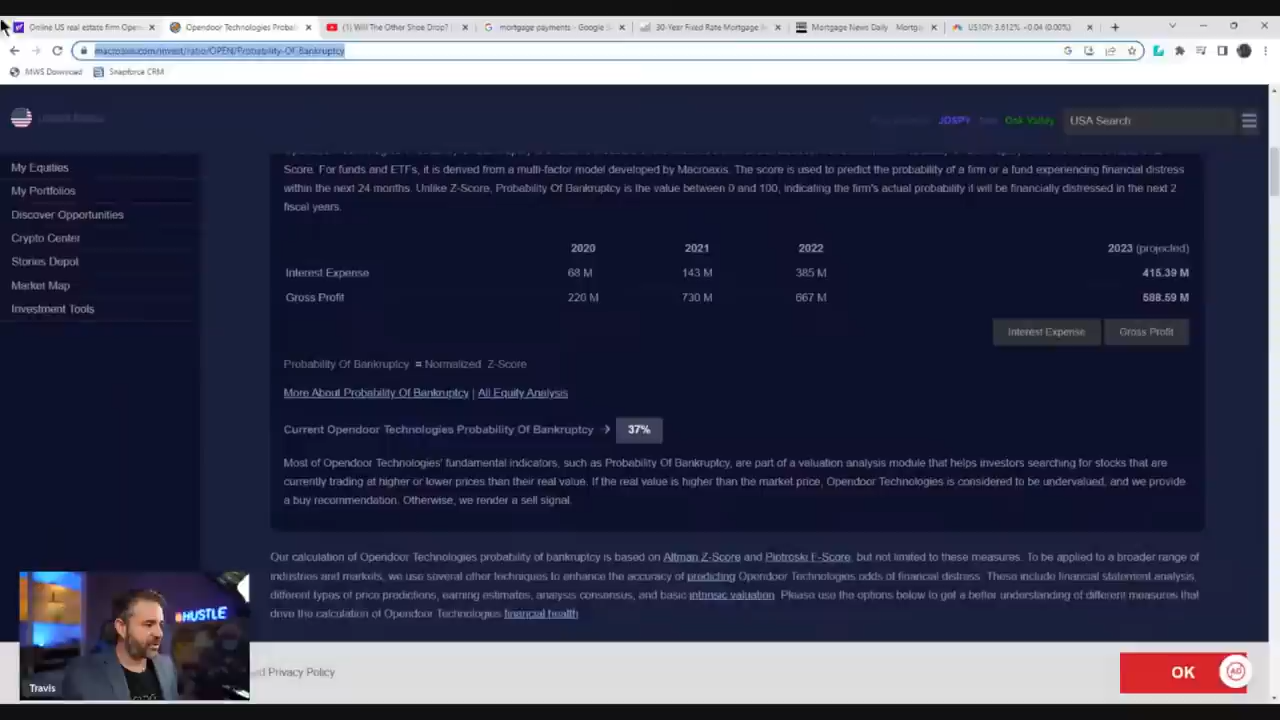 Online US real estate firm Open
Opendoor Technologies Probabi
(1) Will The Other Shoe Drop?
mortgage payments - Google S
30-Year Fixed Rate Mortgage
Mortgage News Daily - Mortga
US10Y: 3.612% -0.04 (0.00%)
macroaxis.com/invest/ratio/OPEN/Probability-Of-Bankruptcy
MWS Download
Snapforce CRM
JOSPY
Oak Valley
USA Search
My Equities
My Portfolios
Discover Opportunities
Crypto Center
Stories Depot
Market Map
Investment Tools
Score. For funds and ETFs, it is derived from a multi-factor model developed by Macroaxis. The score is used to predict the probability of a firm or a fund experiencing financial distress
within the next 24 months. Unlike Z-Score, Probability Of Bankruptcy is the value between 0 and 100, indicating the firm's actual probability it will be financially distressed in the next 2
fiscal years.
2020 2021 2022 2023 (projected)
Interest Expense 68 M 143 M 385 M 415.39 M
Gross Profit 220 M 730 M 667 M 588.59 M
Interest Expense Gross Profit
Probability Of Bankruptcy = Normalized Z-Score
More About Probability Of Bankruptcy | All Equity Analysis
Current Opendoor Technologies Probability Of Bankruptcy → 37%
Most of Opendoor Technologies' fundamental indicators, such as Probability Of Bankruptcy, are part of a valuation analysis module that helps investors searching for stocks that are
currently trading at higher or lower prices than their real value. If the real value is higher than the market price, Opendoor Technologies is considered to be undervalued, and we provide
a buy recommendation. Otherwise, we render a sell signal.
Our calculation of Opendoor Technologies probability of bankruptcy is based on Altman Z-Score and Piotroski F-Score, but not limited to these measures. To be applied to a broader range of
industries and markets, we use several other techniques to enhance the accuracy of predicting Opendoor Technologies odds of financial distress. These include financial statement analysis,
different types of price predictions, earning estimates, analysis consensus, and basic intrinsic valuation. Please use the options below to get a better understanding of different measures that
drive the calculation of Opendoor Technologies financial health
HUSTLE
Travis
d Privacy Policy
OK
AD